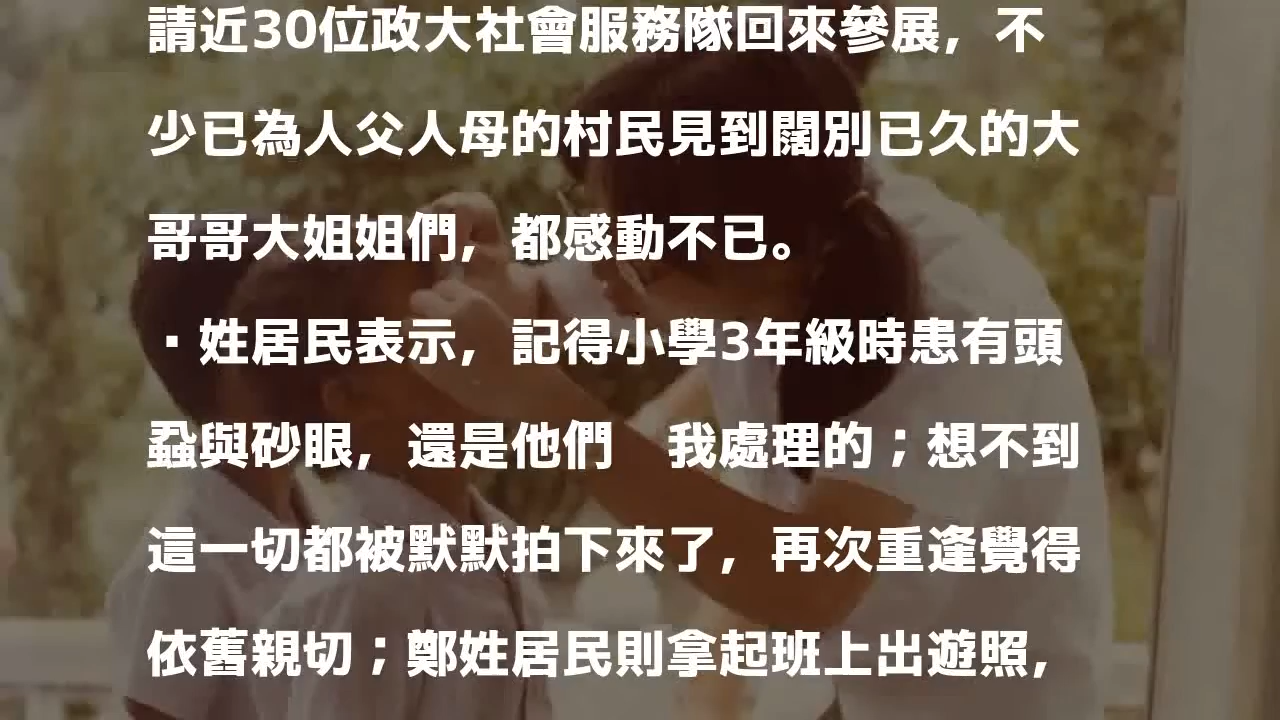 請近30位政大社會服務隊回來參展，不
少已為人父人母的村民見到闊別已久的大
哥哥大姐姐們，都感動不已。
▪姓居民表示，記得小學3年級時患有頭
蝨與砂眼，還是他們　我處理的；想不到
這一切都被默默拍下來了，再次重逢覺得
依舊親切；鄭姓居民則拿起班上出遊照，